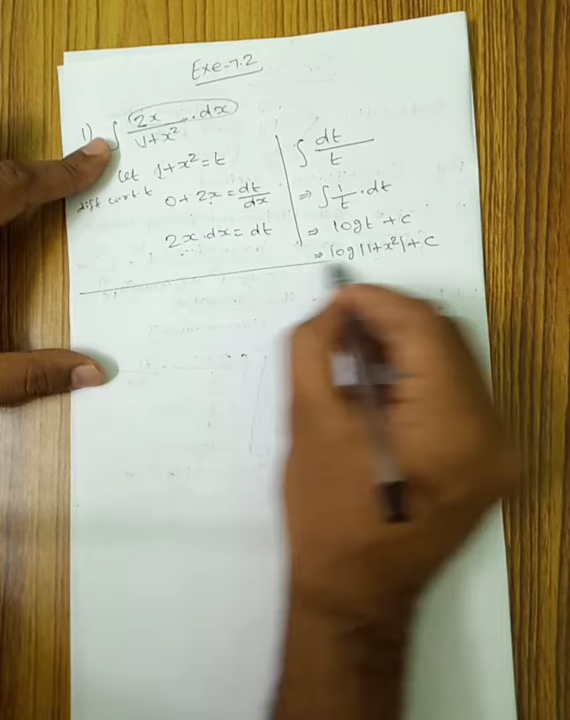 Exe-7.2
1) ∫ 2x/1+x² .dx
Let 1+x² = t
diff w.r.t. t 0+2x = dt/dx
2x.dx = dt
∫ dt/t
⇒ ∫ 1/t . dt
⇒ log t + c
⇒ log |1+x²| + C